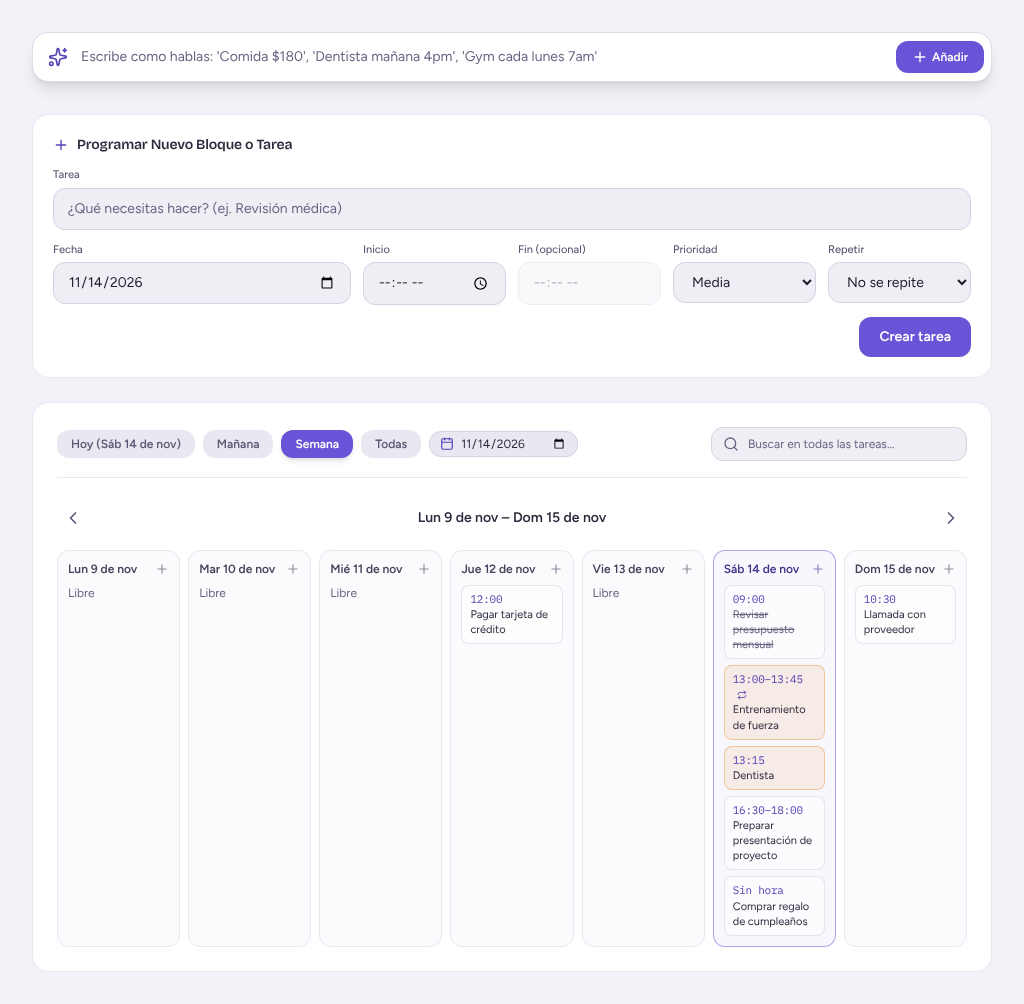 Escribe como hablas: 'Comida $180', 'Dentista mañana 4pm', 'Gym cada lunes 7am'
Añadir
Programar Nuevo Bloque o Tarea
Tarea
¿Qué necesitas hacer? (ej. Revisión médica)
Fecha
Inicio
Fin (opcional)
Prioridad
Repetir
11/14/2026
--:-- --
--:-- --
Media
No se repite
Crear tarea
Hoy (Sáb 14 de nov)
Mañana
Semana
Todas
11/14/2026
Buscar en todas las tareas...
Lun 9 de nov – Dom 15 de nov
Lun 9 de nov
Libre
Mar 10 de nov
Libre
Mié 11 de nov
Libre
Jue 12 de nov
12:00
Pagar tarjeta de
crédito
Vie 13 de nov
Libre
Sáb 14 de nov
09:00
Revisar
presupuesto
mensual
13:00–13:45
Entrenamiento
de fuerza
13:15
Dentista
16:30–18:00
Preparar
presentación de
proyecto
Sin hora
Comprar regalo
de cumpleaños
Dom 15 de nov
10:30
Llamada con
proveedor